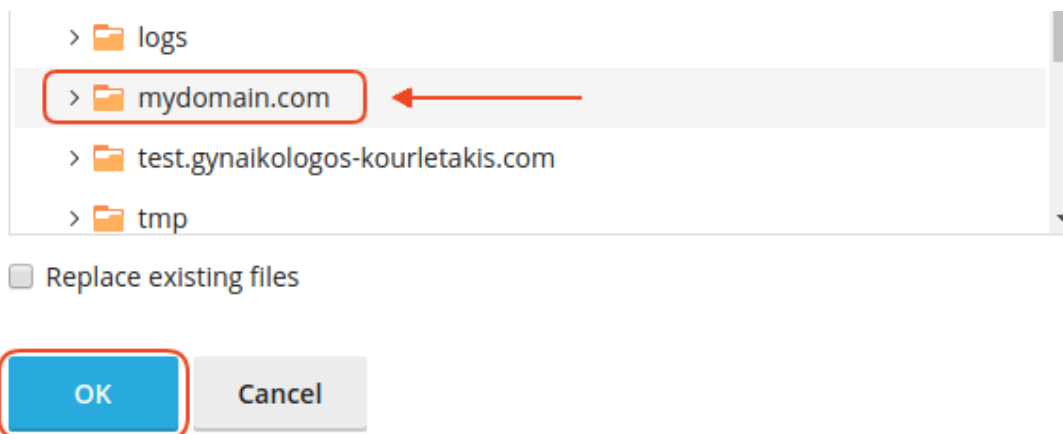 logs
mydomain.com
test.gynaikologos-kourletakis.com
tmp
Replace existing files
OK Cancel